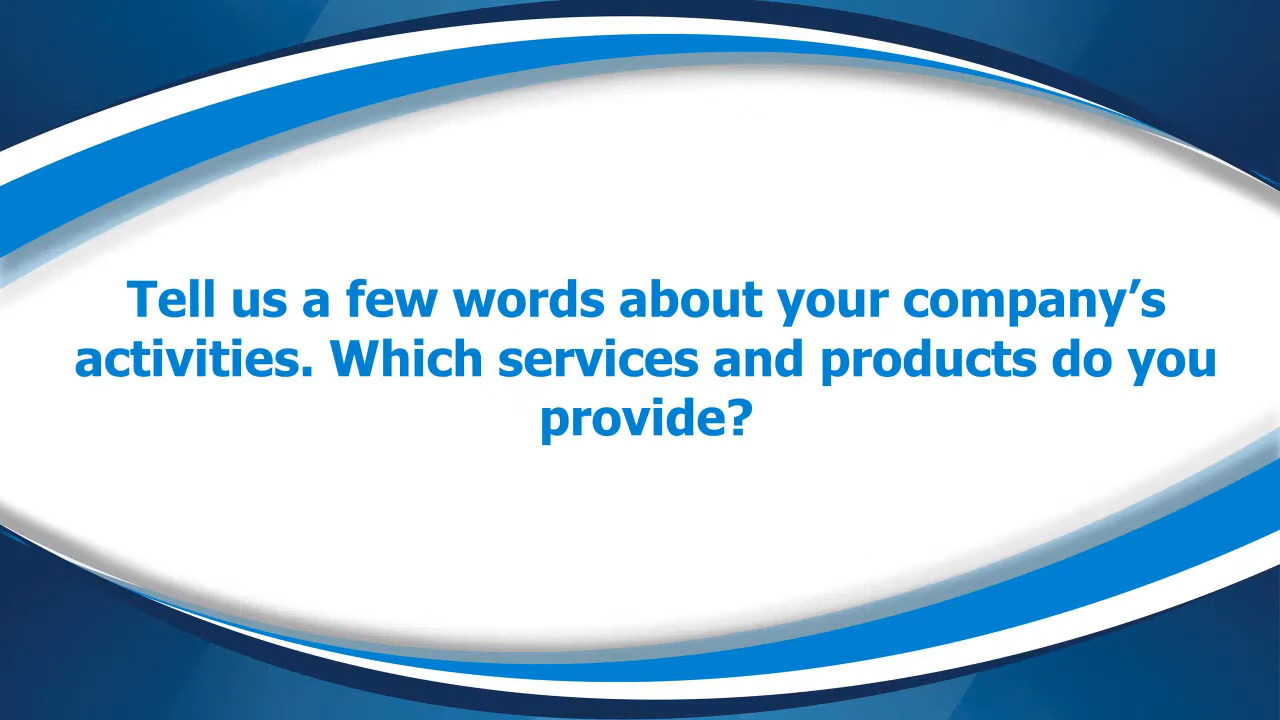 Tell us a few words about your company’s
activities. Which services and products do you
provide?